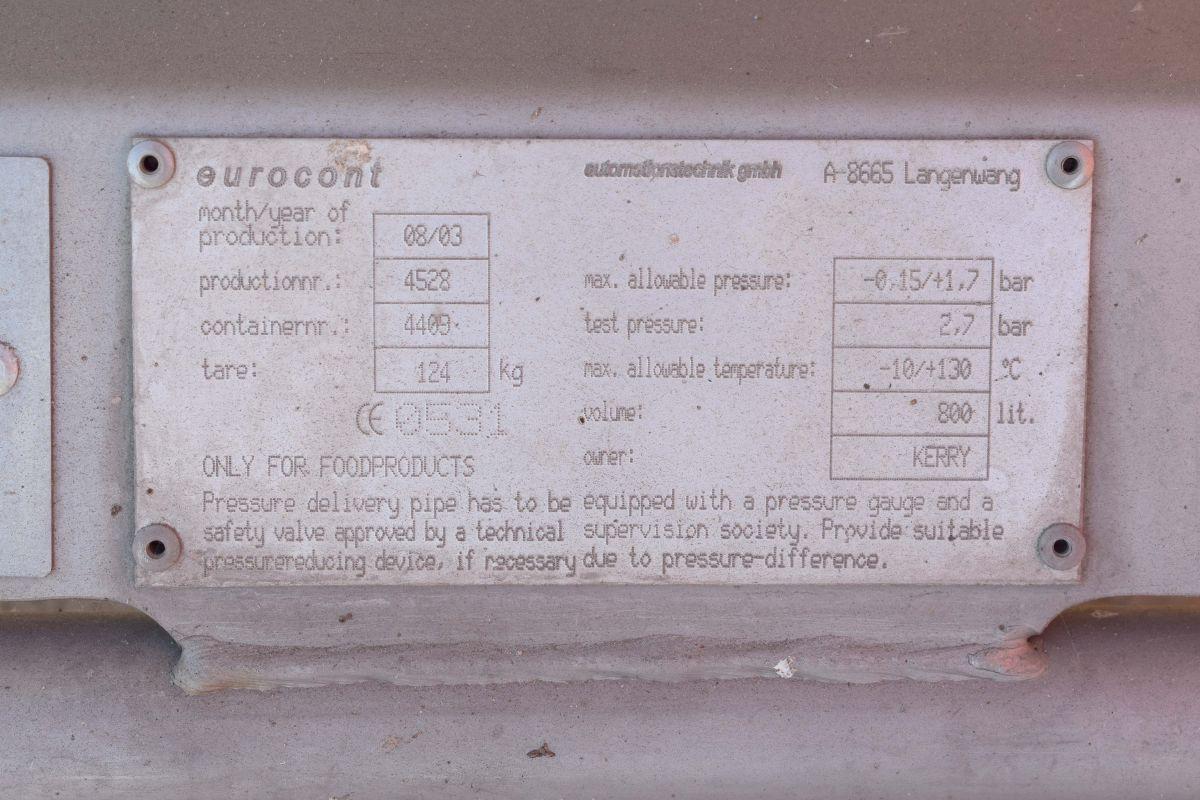 eurocont automationstechnik gmbh A-8665 Langenwang
month/year of
production: 08/03
productionnr.: 4528 max. allowable pressure: -0,15/+1,7 bar
containernr.: 4409 test pressure: 2,7 bar
tare: 124 kg max. allowable temperature: -10/+130 °C
CE 0531 volume: 800 lit.
owner: KERRY
ONLY FOR FOODPRODUCTS
Pressure delivery pipe has to be equipped with a pressure gauge and a
safety valve approved by a technical supervision society. Provide suitable
pressurereducing device, if necessary due to pressure-difference.